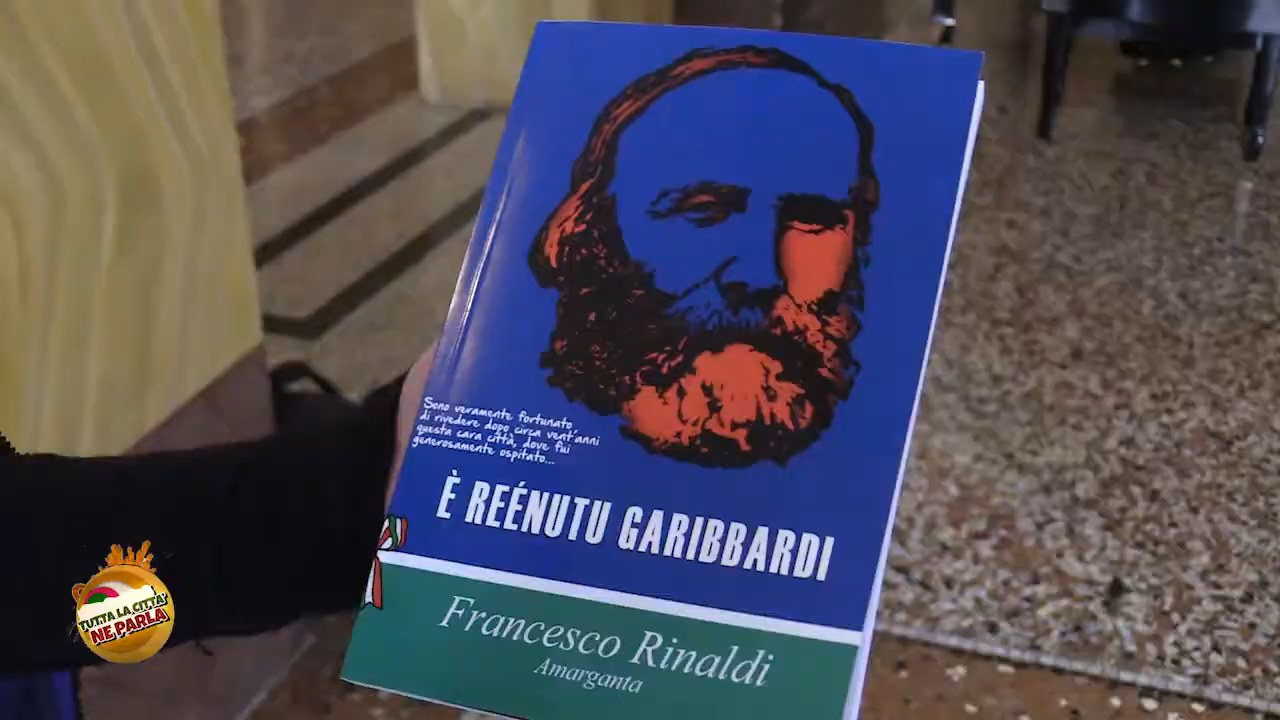 Sono veramente fortunato
di rivedere dopo circa vent'anni
questa cara città, dove fui
generosamente ospitato...
È REÉNUTU GARIBBARDI
Francesco Rinaldi
Amarganta
TUTTA LA CITTA'
NE PARLA